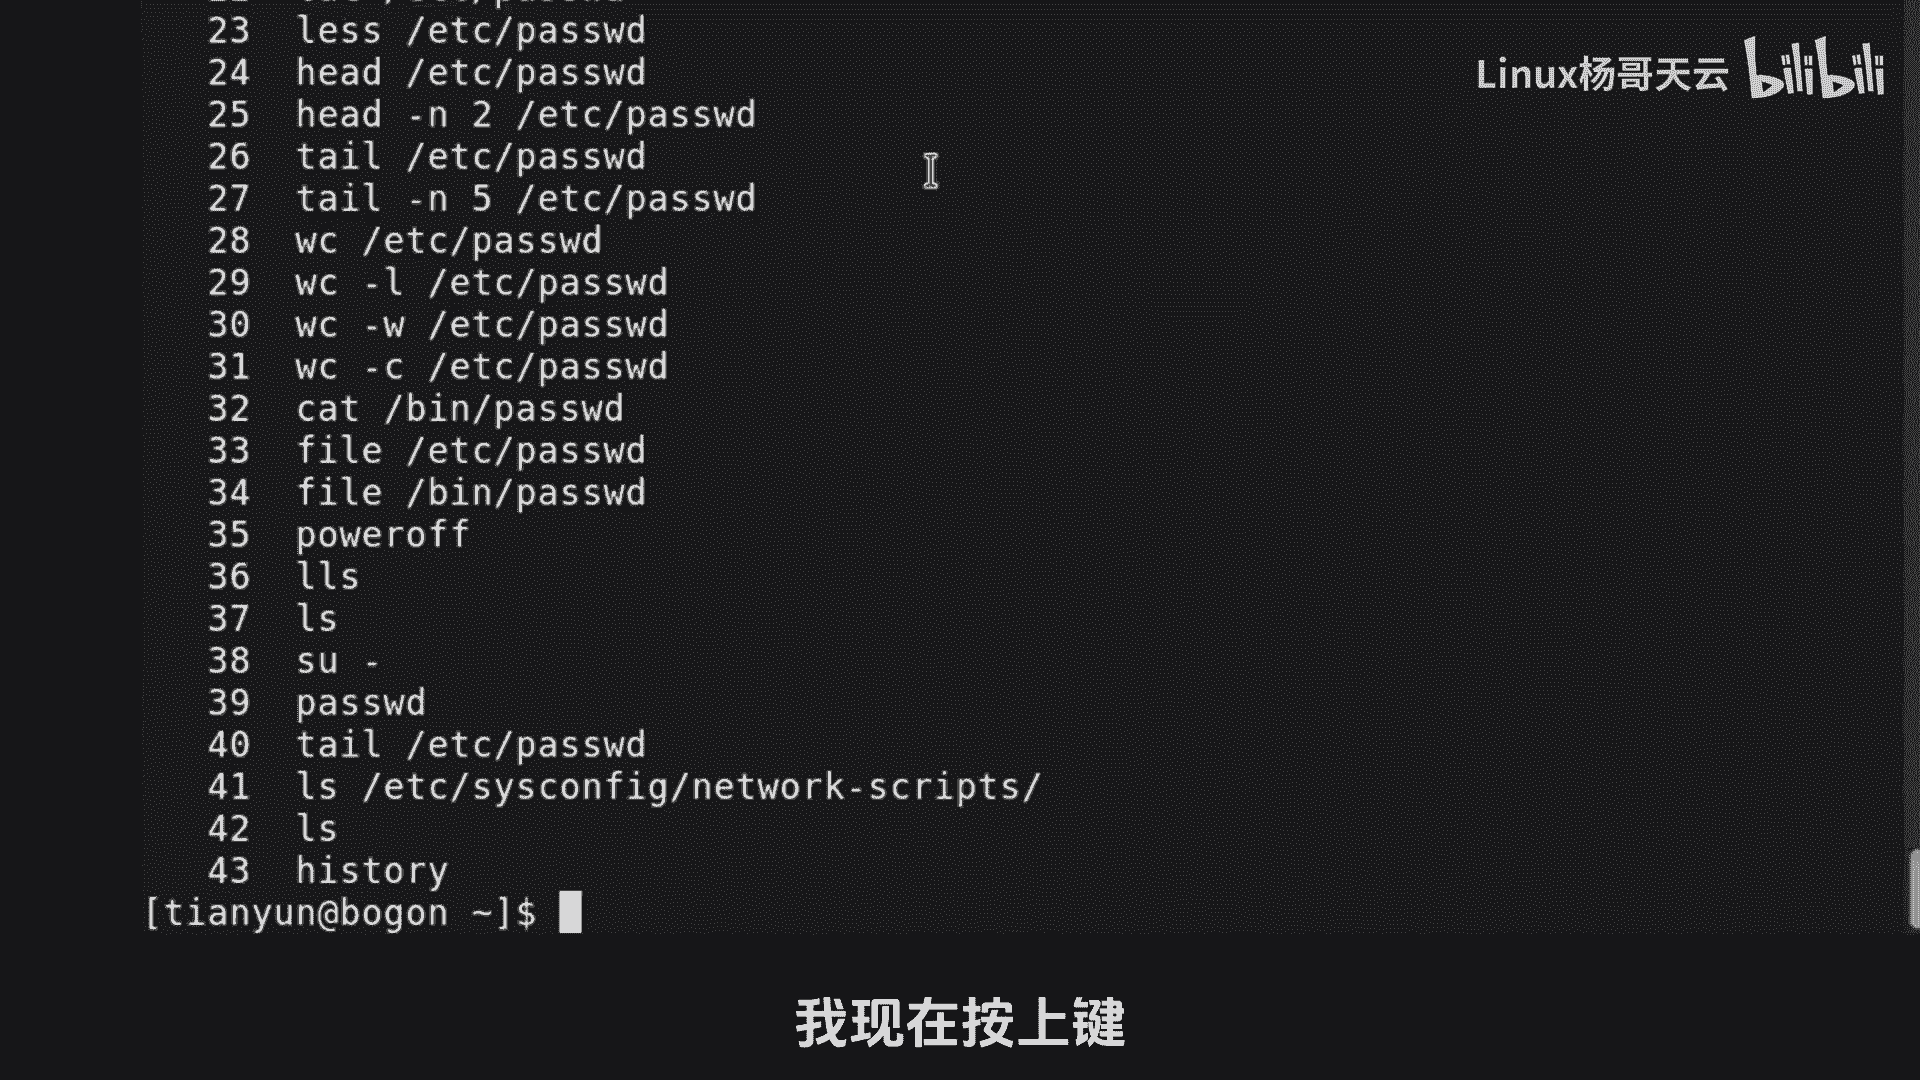 23 less /etc/passwd
Linux杨哥天云 bilibili
24 head /etc/passwd
25 head -n 2 /etc/passwd
26 tail /etc/passwd
27 tail -n 5 /etc/passwd
28 wc /etc/passwd
29 wc -l /etc/passwd
30 wc -w /etc/passwd
31 wc -c /etc/passwd
32 cat /bin/passwd
33 file /etc/passwd
34 file /bin/passwd
35 poweroff
36 lls
37 ls
38 su -
39 passwd
40 tail /etc/passwd
41 ls /etc/sysconfig/network-scripts/
42 ls
43 history
[tianyun@bogon ~]$
我现在按上键